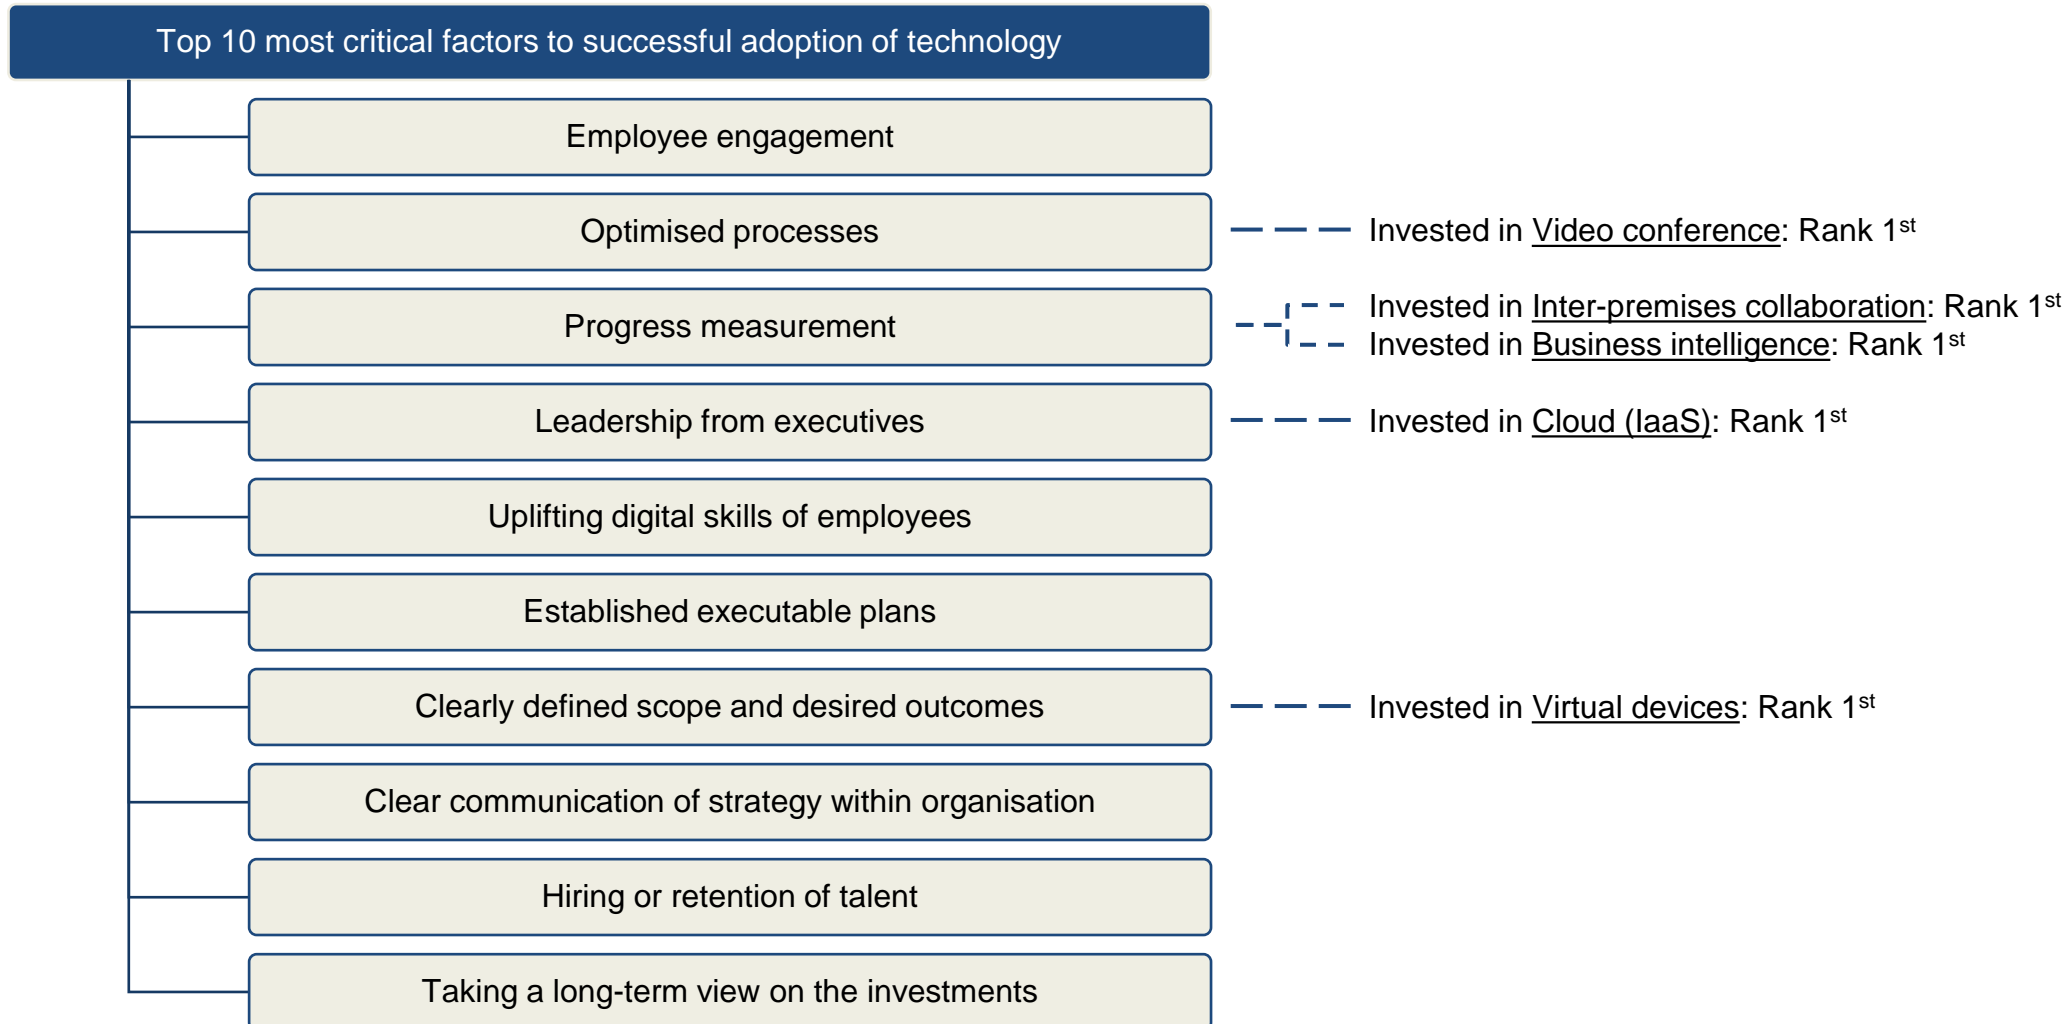 Top 10 most critical factors to successful adoption of technology
Employee engagement
Optimised processes
Invested in Video conference: Rank 1st
Progress measurement
Invested in Inter-premises collaboration: Rank 1st
Invested in Business intelligence: Rank 1st
Leadership from executives
Invested in Cloud (IaaS): Rank 1st
Uplifting digital skills of employees
Established executable plans
Clearly defined scope and desired outcomes
Invested in Virtual devices: Rank 1st
Clear communication of strategy within organisation
Hiring or retention of talent
Taking a long-term view on the investments